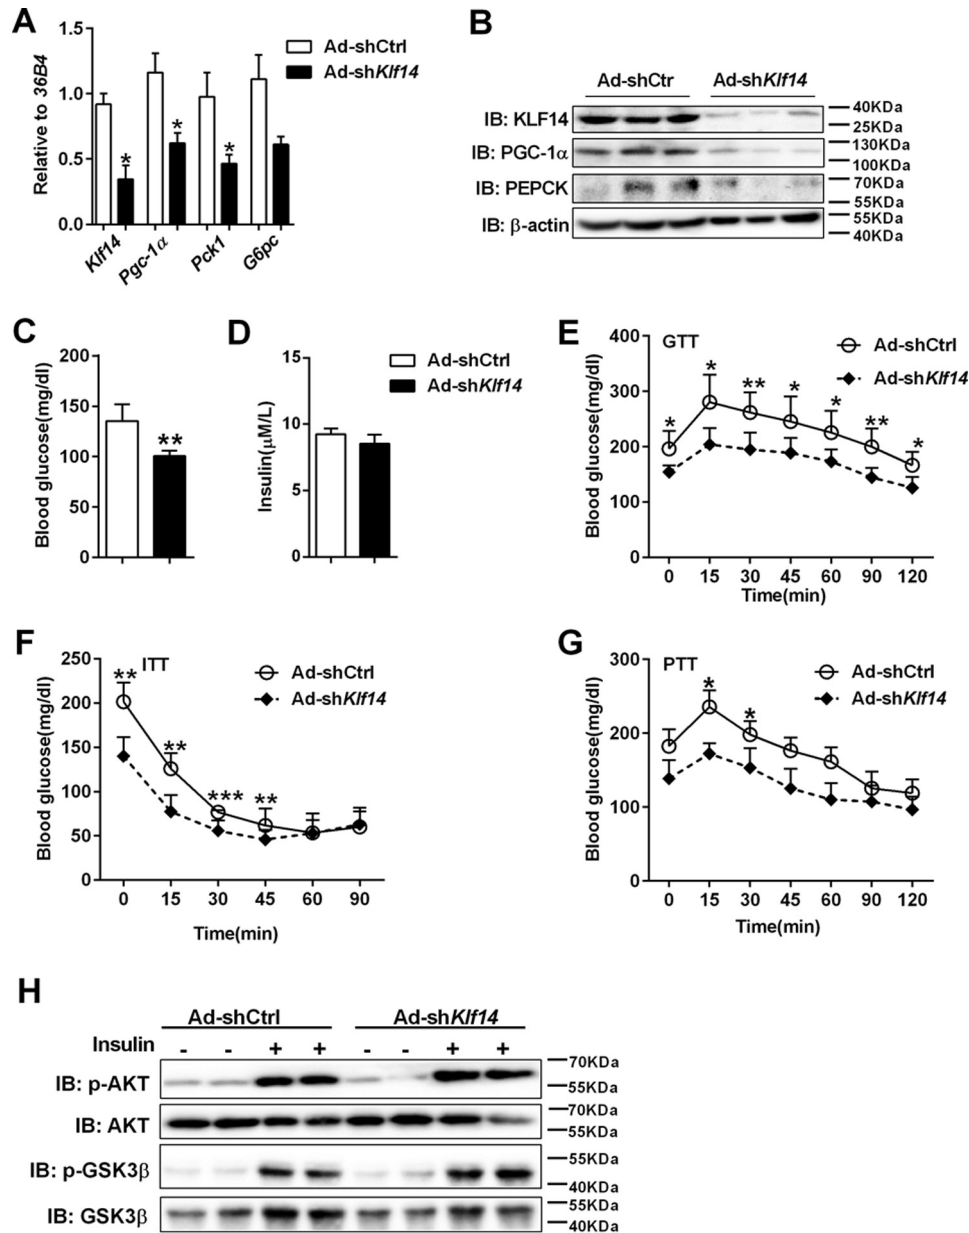 A
Relative to 36B4
1.5
1.0
0.5
0.0
Ad-shCtrl
Ad-shKlf14
*
*
*
Klf14
Pgc-1α
Pck1
G6pc
B
Ad-shCtr
Ad-shKlf14
IB: KLF14
40KDa
25KDa
IB: PGC-1α
130KDa
100KDa
IB: PEPCK
70KDa
55KDa
IB: β-actin
55KDa
40KDa
C
Blood glucose(mg/dl)
200
150
100
50
0
**
D
Insulin(μM/L)
15
10
5
0
Ad-shCtrl
Ad-shKlf14
E
GTT
Blood glucose(mg/dl)
400
300
200
100
0
Ad-shCtrl
Ad-shKlf14
* * ** * * ** *
0 15 30 45 60 90 120
Time(min)
F
ITT
Blood glucose(mg/dl)
250
200
150
100
50
0
Ad-shCtrl
Ad-shKlf14
** ** *** **
0 15 30 45 60 90
Time(min)
G
PTT
Blood glucose(mg/dl)
300
200
100
0
Ad-shCtrl
Ad-shKlf14
* *
0 15 30 45 60 90 120
Time(min)
H
Ad-shCtrl
Ad-shKlf14
Insulin - - + + - - + +
IB: p-AKT
70KDa
55KDa
IB: AKT
70KDa
55KDa
IB: p-GSK3β
55KDa
40KDa
IB: GSK3β
55KDa
40KDa